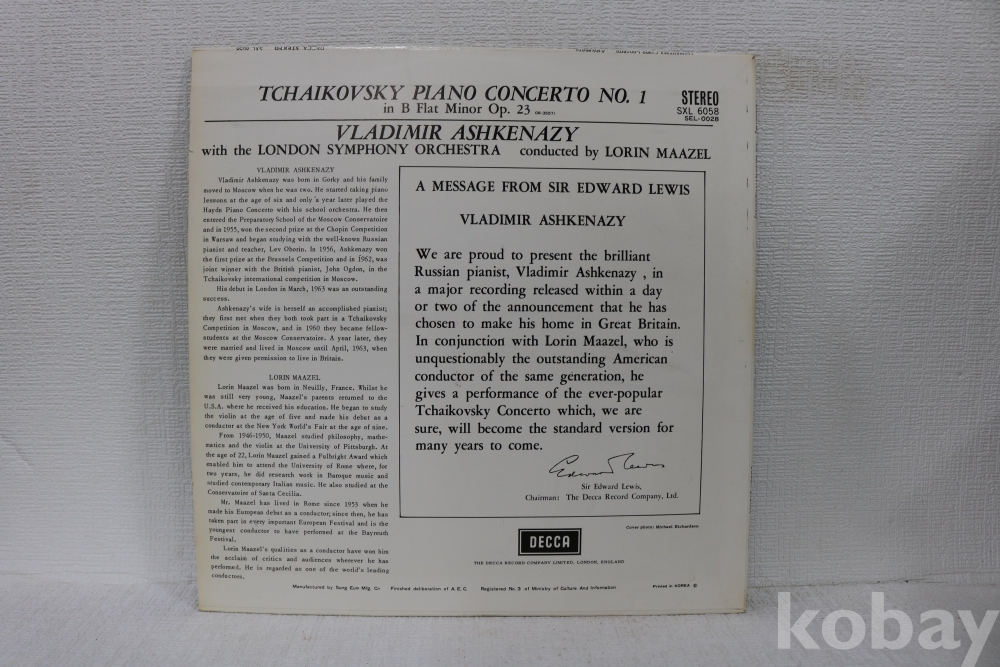 TCHAIKOVSKY PIANO CONCERTO NO. 1
in B Flat Minor Op. 23
STEREO
SXL 6058
SEL-0028
VLADIMIR ASHKENAZY
with the LONDON SYMPHONY ORCHESTRA conducted by LORIN MAAZEL
VLADIMIR ASHKENAZY
Vladimir Ashkenazy was born in Gorky and his family
moved to Moscow when he was two. He started taking piano
lessons at the age of six and only a year later played the
Haydn Piano Concerto with his school orchestra. He then
entered the Preparatory School of the Moscow Conservatoire
and in 1955, won the second prize at the Chopin Competition
in Warsaw and began studying with the well-known Russian
pianist and teacher, Lev Oborin. In 1956, Ashkenazy won
the first prize at the Brussels Competition and in 1962, was
joint winner with the British pianist, John Ogdon, in the
Tchaikovsky international competition in Moscow.
His debut in London in March, 1963 was an outstanding
success.
Ashkenazy's wife is herself an accomplished pianist;
they first met when they both took part in a Tchaikovsky
Competition in Moscow, and in 1960 they became fellow-
students at the Moscow Conservatoire. A year later, they
were married and lived in Moscow until April, 1963, when
they were given permission to live in Britain.
LORIN MAAZEL
Lorin Maazel was born in Neuilly, France. Whilst he
was still very young, Maazel's parents returned to the
U.S.A. where he received his education. He began to study
the violin at the age of five and made his debut as a
conductor at the New York World's Fair at the age of nine.
From 1946-1950, Maazel studied philosophy, mathe-
matics and the violin at the University of Pittsburgh. At
the age of 22, Lorin Maazel gained a Fulbright Award which
enabled him to attend the University of Rome where, for
two years, he did research work in Baroque music and
studied contemporary Italian music. He also studied at the
Conservatoire of Santa Cecilia.
Mr. Maazel has lived in Rome since 1953 when he
made his European debut as a conductor; since then, he has
taken part in every important European Festival and is the
youngest conductor to have performed at the Bayreuth
Festival.
Lorin Maazel's qualities as a conductor have won him
the acclaim of critics and audiences wherever he has
perfomed. He is regarded as one of the world's leading
conductors.
A MESSAGE FROM SIR EDWARD LEWIS
VLADIMIR ASHKENAZY
We are proud to present the brilliant
Russian pianist, Vladimir Ashkenazy , in
a major recording released within a day
or two of the announcement that he has
chosen to make his home in Great Britain.
In conjunction with Lorin Maazel, who is
unquestionably the outstanding American
conductor of the same generation, he
gives a performance of the ever-popular
Tchaikovsky Concerto which, we are
sure, will become the standard version for
many years to come.
Edward Lewis
Sir Edward Lewis,
Chairman: The Decca Record Company, Ltd.
Cover photo: Michael Richardson
DECCA
THE DECCA RECORD COMPANY LIMITED, LONDON, ENGLAND
Manufactured by Sung Eum Mfg. Co Finished deliberation of A.E.C Registered No.3 of Ministry of Culture And Information Printed in KOREA ©
kobay